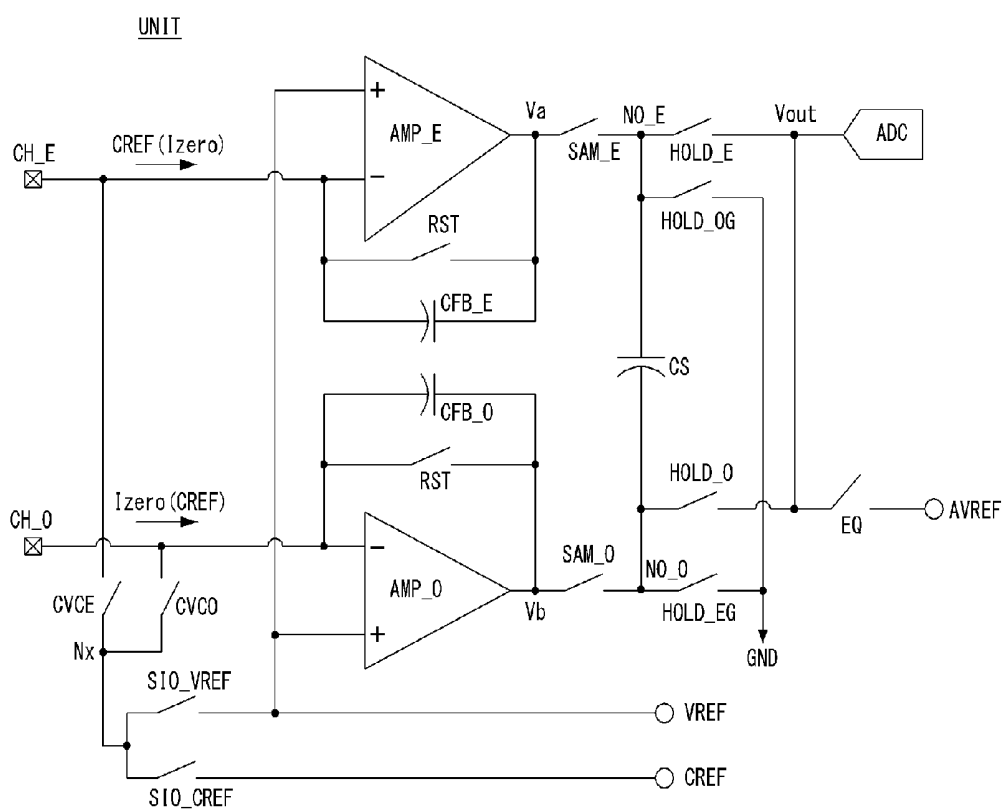 UNIT
Va
NO_E
Vout
AMP_E
ADC
CH_E
CREF(Izero)
SAM_E
HOLD_E
HOLD_OG
RST
CFB_E
CS
CFB_O
RST
HOLD_O
AVREF
EQ
CH_O
Izero(CREF)
AMP_O
SAM_O
NO_O
Vb
HOLD_EG
CVCE
CVCO
Nx
GND
SIO_VREF
VREF
CREF
SIO_CREF
+
−
−
+